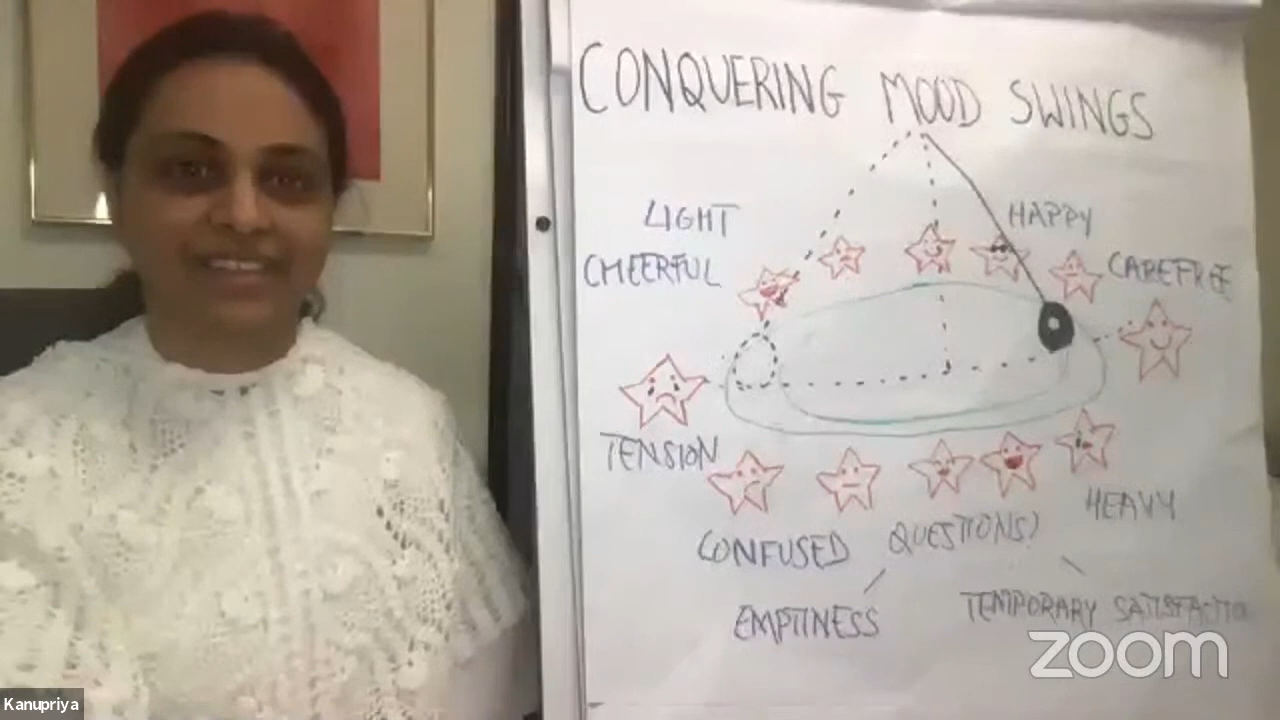 CONQUERING MOOD SWINGS
LIGHT
HAPPY
CHEERFUL
CAREFREE
TENSION
HEAVY
CONFUSED
QUESTIONS?
EMPTINESS
TEMPORARY
zoom
Kanupriya